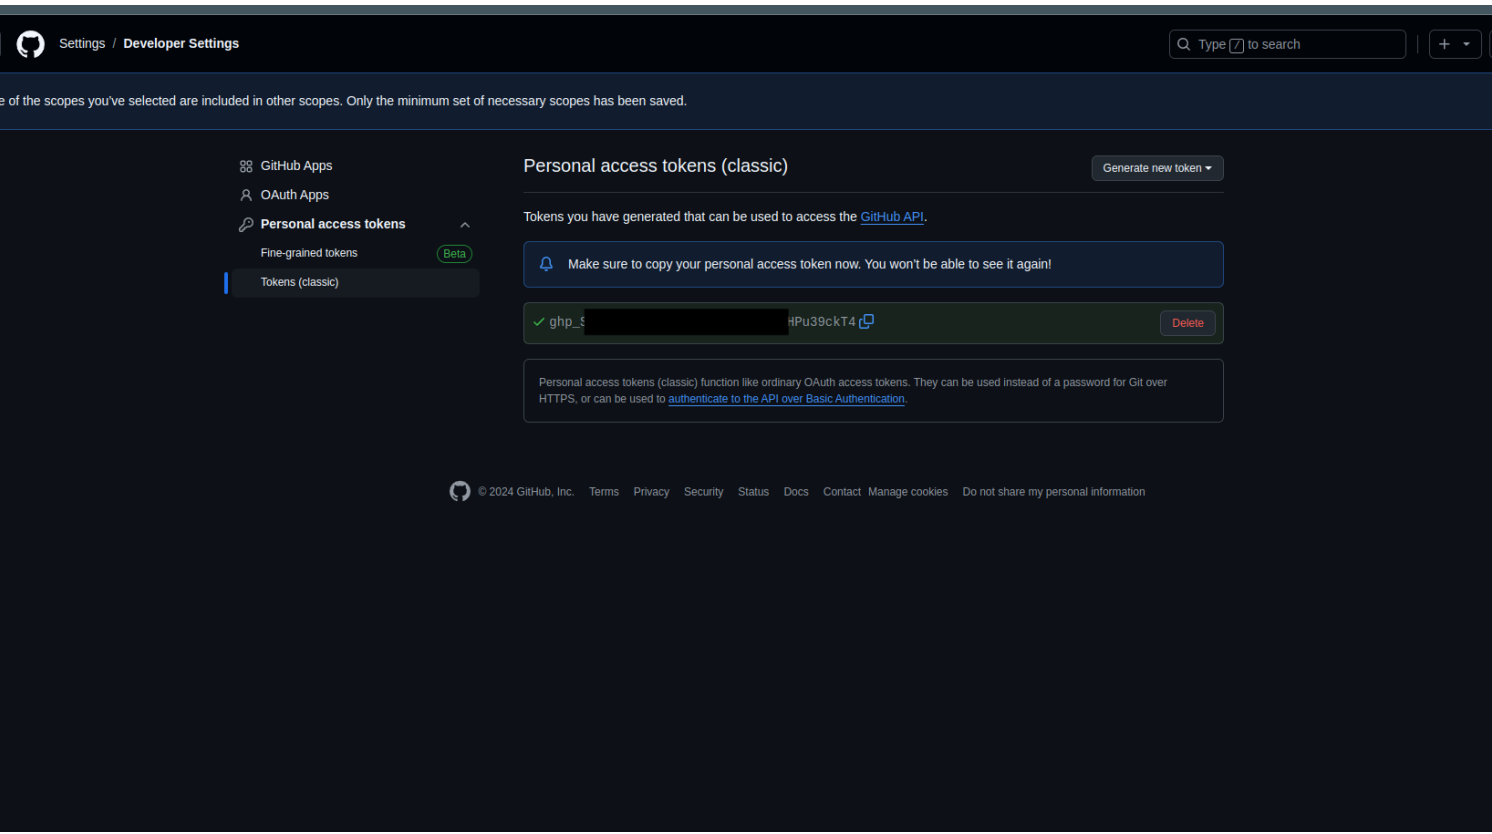 Settings / Developer Settings
Type / to search
e of the scopes you've selected are included in other scopes. Only the minimum set of necessary scopes has been saved.
GitHub Apps
OAuth Apps
Personal access tokens
Fine-grained tokens Beta
Tokens (classic)
Personal access tokens (classic)
Generate new token
Tokens you have generated that can be used to access the GitHub API.
Make sure to copy your personal access token now. You won't be able to see it again!
ghp_S HPu39ckT4
Delete
Personal access tokens (classic) function like ordinary OAuth access tokens. They can be used instead of a password for Git over
HTTPS, or can be used to authenticate to the API over Basic Authentication.
© 2024 GitHub, Inc. Terms Privacy Security Status Docs Contact Manage cookies Do not share my personal information